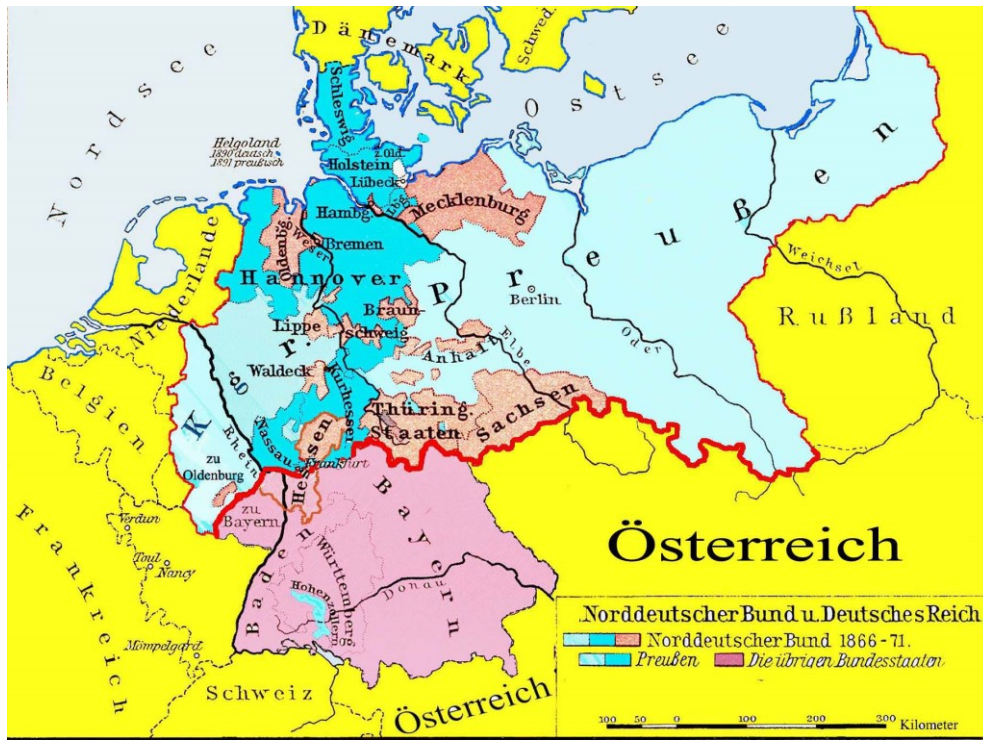 Nordsee
Dänemark
Schwed.
Ostsee
Schleswig
Helgoland
1890 deutsch
1891 preußisch
z. Old.
Holstein
Lübeck
Lbg.
Hambg.
Mecklenburg
Oldenbg.
Weser
Bremen
Hannover
Niederlande
K
gr.
Preußen
Berlin
Weichsel
Rußland
Braun-
schweig
Lippe
Anhalt
Elbe
Oder
Waldeck
Kurhessen
Belgien
Thüring.
Staaten
Sachsen
Nassau
Rhein
zu
Oldenburg
Frankfurt
Hessen
zu
Bayern
Bayern
Frankreich
Verdun
Toul
Nancy
Mömpelgard
Baden
Württemberg
Hohenzollern
Donau
Schweiz
Österreich
Österreich
Norddeutscher Bund u. Deutsches Reich
Norddeutscher Bund 1866-71.
Preußen Die übrigen Bundesstaaten
100 50 0 100 200 300 Kilometer